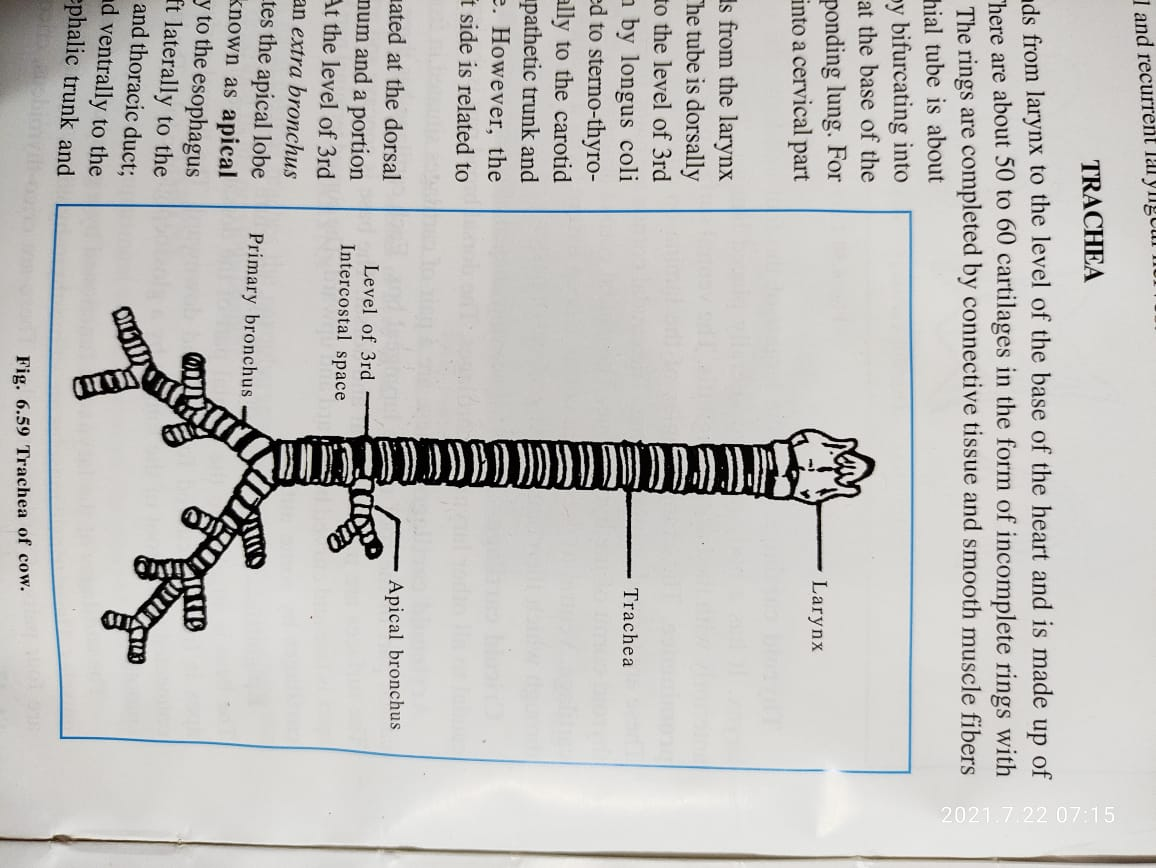 l and recurrent
TRACHEA
ds from larynx to the level of the base of the heart and is made up of
here are about 50 to 60 cartilages in the form of incomplete rings with
The rings are completed by connective tissue and smooth muscle fibers
hial tube is about
y bifurcating into
at the base of the
ponding lung. For
into a cervical part
ls from the larynx
he tube is dorsally
to the level of 3rd
n by longus coli
ed to sterno-thyro-
ally to the carotid
pathetic trunk and
e. However, the
t side is related to
ated at the dorsal
num and a portion
At the level of 3rd
an extra bronchus
tes the apical lobe
known as apical
y to the esophagus
ft laterally to the
and thoracic duct;
d ventrally to the
ephalic trunk and
Larynx
Trachea
Apical bronchus
Level of 3rd
Intercostal space
Primary bronchus
Fig. 6.59 Trachea of cow.
2021.7.22 07:15